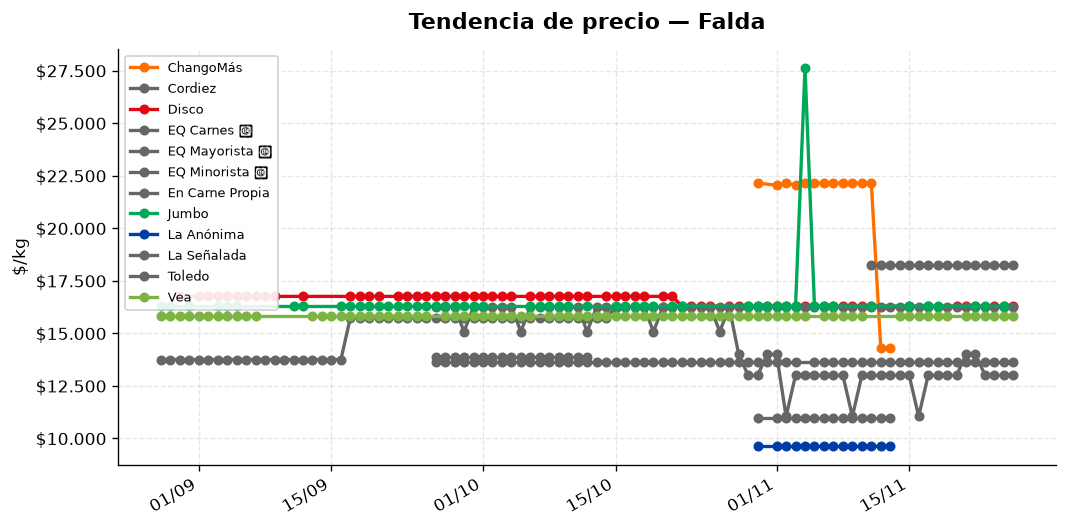 Tendencia de precio — Falda
$/kg
$27.500
$25.000
$22.500
$20.000
$17.500
$15.000
$12.500
$10.000
ChangoMás
Cordiez
Disco
EQ Carnes
EQ Mayorista
EQ Minorista
En Carne Propia
Jumbo
La Anónima
La Señalada
Toledo
Vea
01/09
15/09
01/10
15/10
01/11
15/11